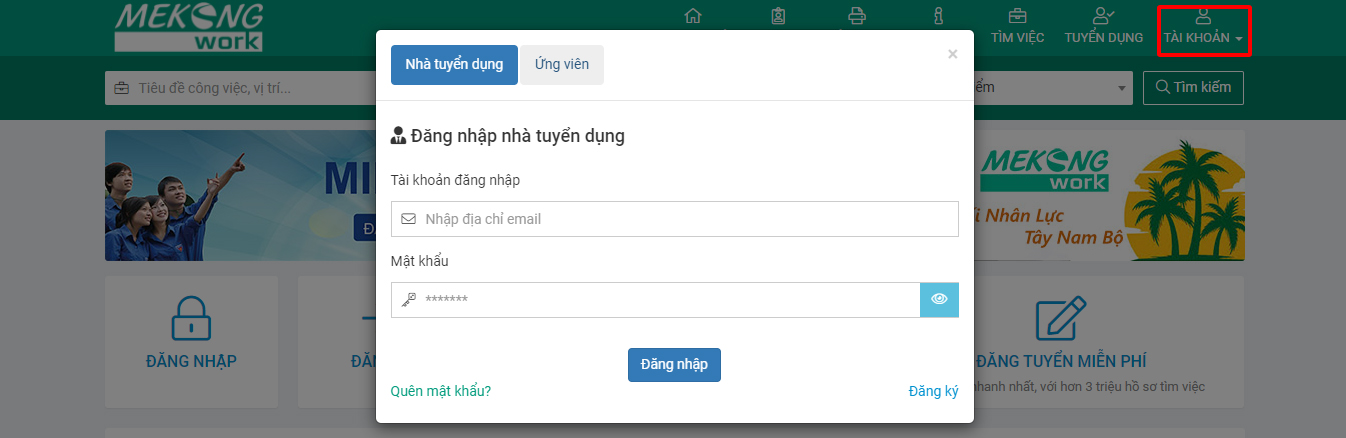 MEKONG
work
TÌM VIỆC
TUYỂN DỤNG
TÀI KHOẢN
Nhà tuyển dụng
Ứng viên
×
Tiêu đề công việc, vị trí...
Tìm kiếm
Đăng nhập nhà tuyển dụng
Tài khoản đăng nhập
Nhập địa chỉ email
Mật khẩu
*******
Đăng nhập
Quên mật khẩu?
Đăng ký
MEKONG
work
Nhân Lực
Tây Nam Bộ
ĐĂNG NHẬP
ĐĂNG TUYỂN MIỄN PHÍ
nhanh nhất, với hơn 3 triệu hồ sơ tìm việc